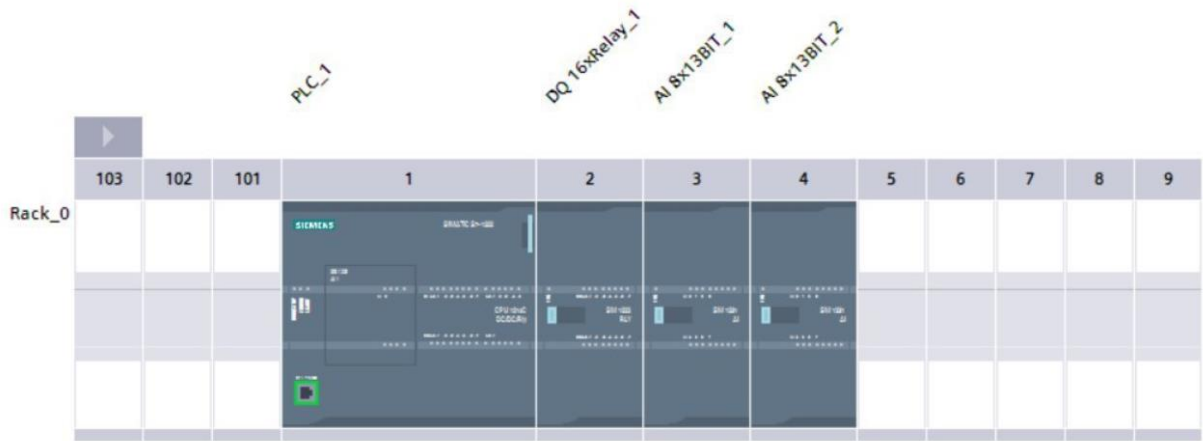 PLC_1
DQ 16xRelay_1
AI 8x13BIT_1
AI 8x13BIT_2
103 102 101 1 2 3 4 5 6 7 8 9
Rack_0
SIEMENS